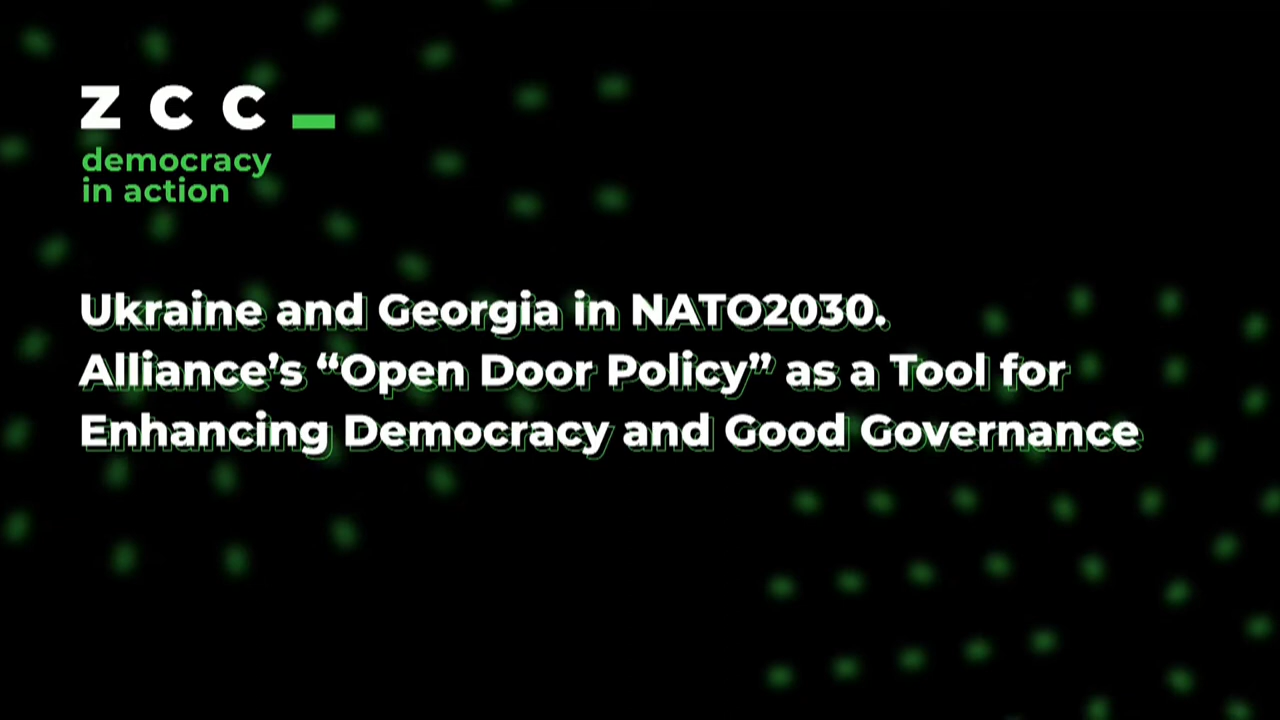 zcc_
democracy
in action
Ukraine and Georgia in NATO2030.
Alliance’s “Open Door Policy” as a Tool for
Enhancing Democracy and Good Governance